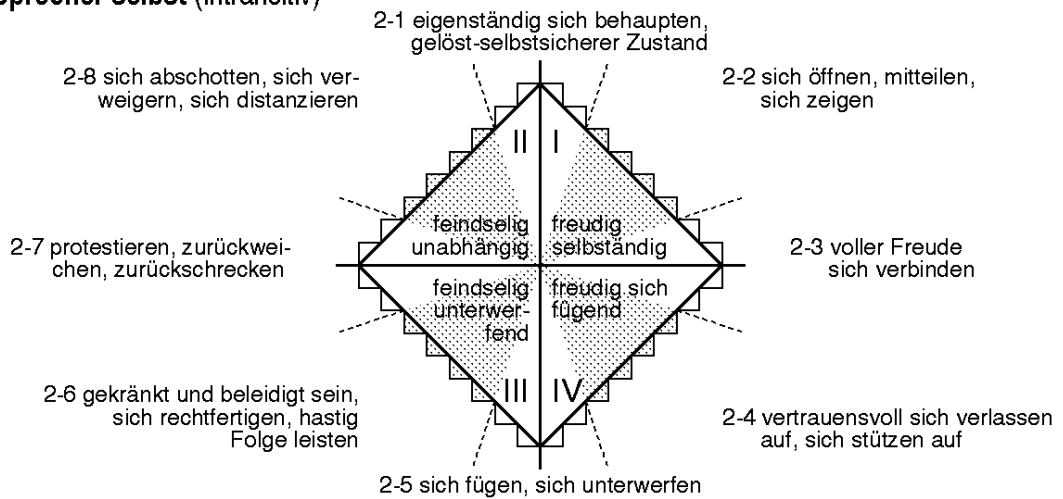 selbst (intransitiv)
2-1 eigenständig sich behaupten,
gelöst-selbstsicherer Zustand
2-8 sich abschotten, sich ver-
weigern, sich distanzieren
2-2 sich öffnen, mitteilen,
sich zeigen
II
I
feindselig
unabhängig
freudig
selbständig
2-7 protestieren, zurückwei-
chen, zurückschrecken
2-3 voller Freude
sich verbinden
feindselig
unterwer-
fend
freudig sich
fügend
III
IV
2-6 gekränkt und beleidigt sein,
sich rechtfertigen, hastig
Folge leisten
2-4 vertrauensvoll sich verlassen
auf, sich stützen auf
2-5 sich fügen, sich unterwerfen